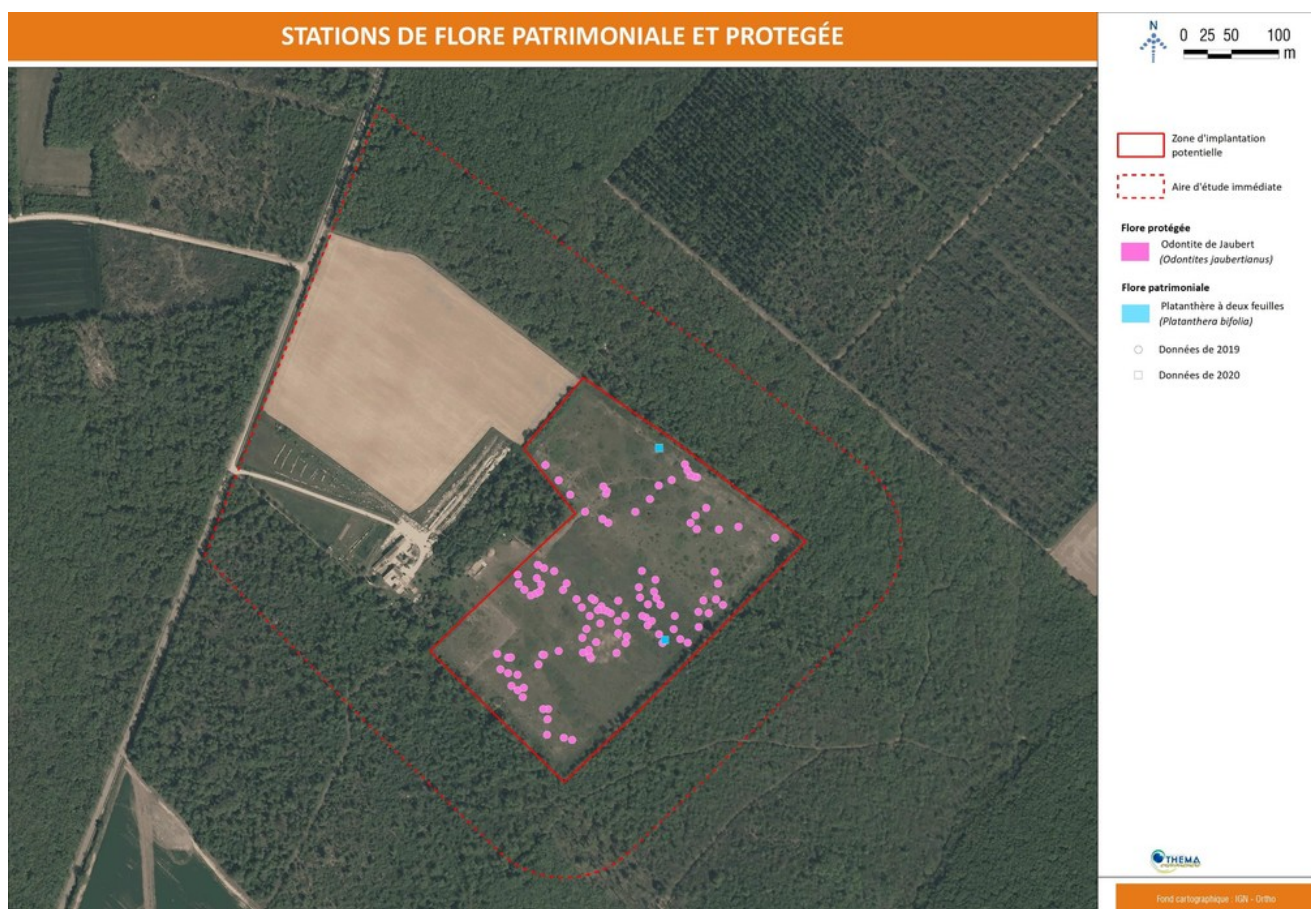 STATIONS DE FLORE PATRIMONIALE ET PROTEGÉE
N
0 25 50 100
m
Zone d'implantation
potentielle
Aire d'étude immédiate
Flore protégée
Odontite de Jaubert
(Odontites jaubertianus)
Flore patrimoniale
Platanthère à deux feuilles
(Platanthera bifolia)
Données de 2019
Données de 2020
THEMA
Fond cartographique : IGN - Ortho